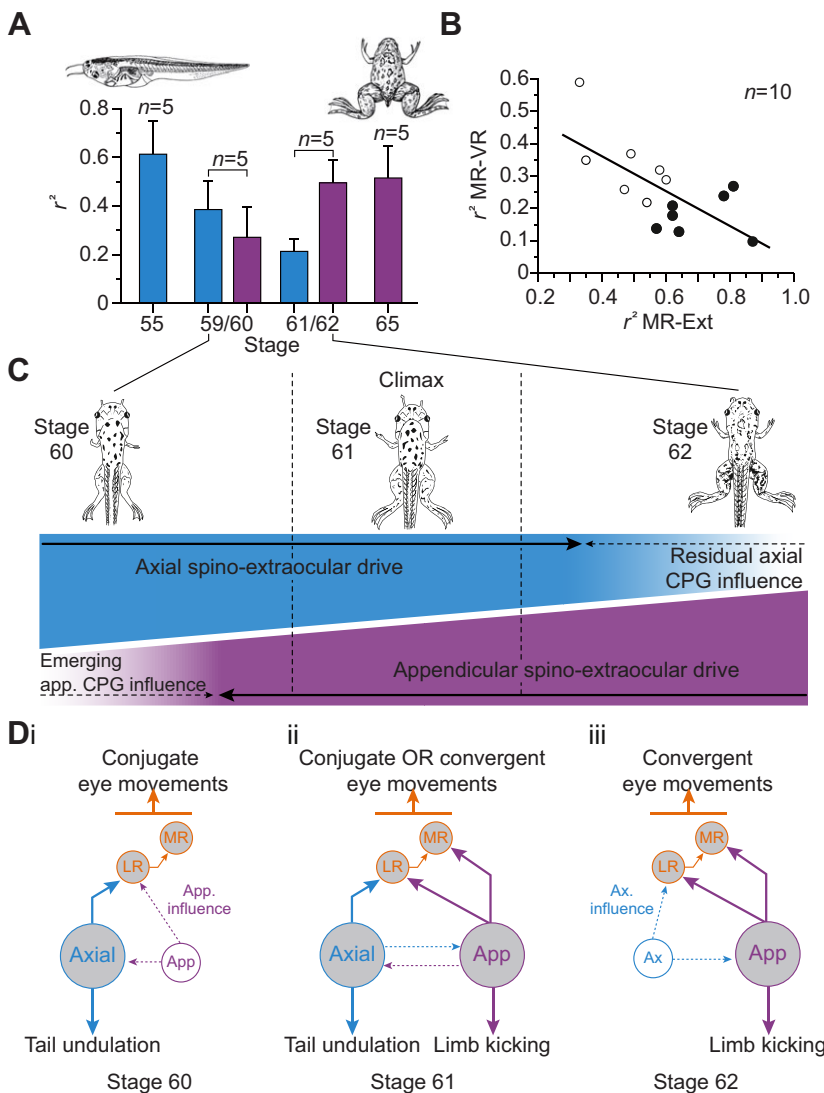 A
n=5
n=5
n=5
n=5
r²
0.8
0.6
0.4
0.2
0
55
59/60
61/62
65
Stage
B
n=10
r² MR-VR
0.6
0.5
0.4
0.3
0.2
0.1
0
0.2
0.4
0.6
0.8
1.0
r² MR-Ext
C
Climax
Stage
60
Stage
61
Stage
62
Axial spino-extraocular drive
Residual axial
CPG influence
Emerging
app. CPG influence
Appendicular spino-extraocular drive
Di
Conjugate
eye movements
MR
LR
App.
influence
Axial
App
Tail undulation
Stage 60
ii
Conjugate OR convergent
eye movements
MR
LR
Axial
App
Tail undulation
Limb kicking
Stage 61
iii
Convergent
eye movements
MR
LR
Ax.
influence
Ax
App
Limb kicking
Stage 62